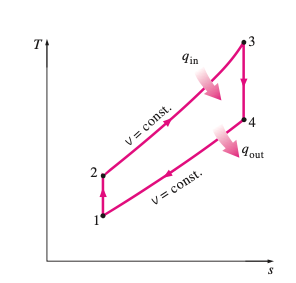 T
3
q_in
4
v = const.
q_out
2
v = const.
1
s